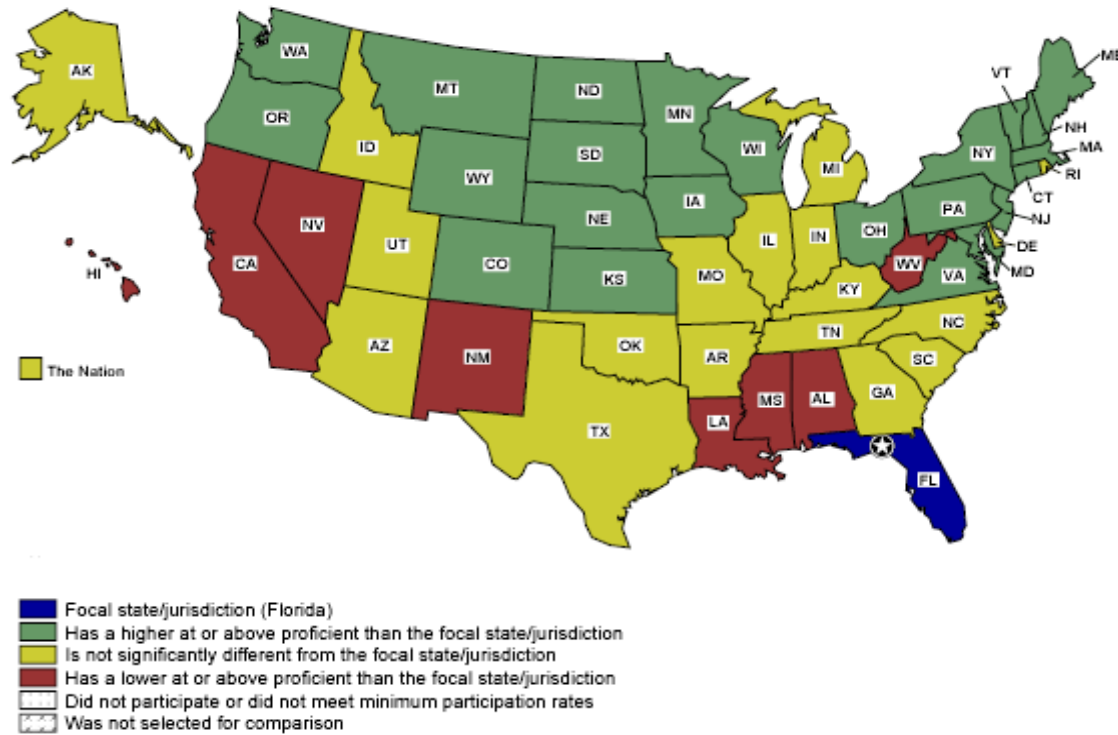 WA
ME
AK
VT
MT
ND
MN
OR
NH
ID
WI
MA
SD
NY
MI
RI
WY
CT
IA
PA
NE
NJ
NV
OH
IL
IN
UT
DE
CA
CO
WV
HI
VA
MD
KS
MO
KY
NC
TN
AZ
OK
NM
AR
SC
The Nation
MS
AL
GA
LA
TX
FL
Focal state/jurisdiction (Florida)
Has a higher at or above proficient than the focal state/jurisdiction
Is not significantly different from the focal state/jurisdiction
Has a lower at or above proficient than the focal state/jurisdiction
Did not participate or did not meet minimum participation rates
Was not selected for comparison